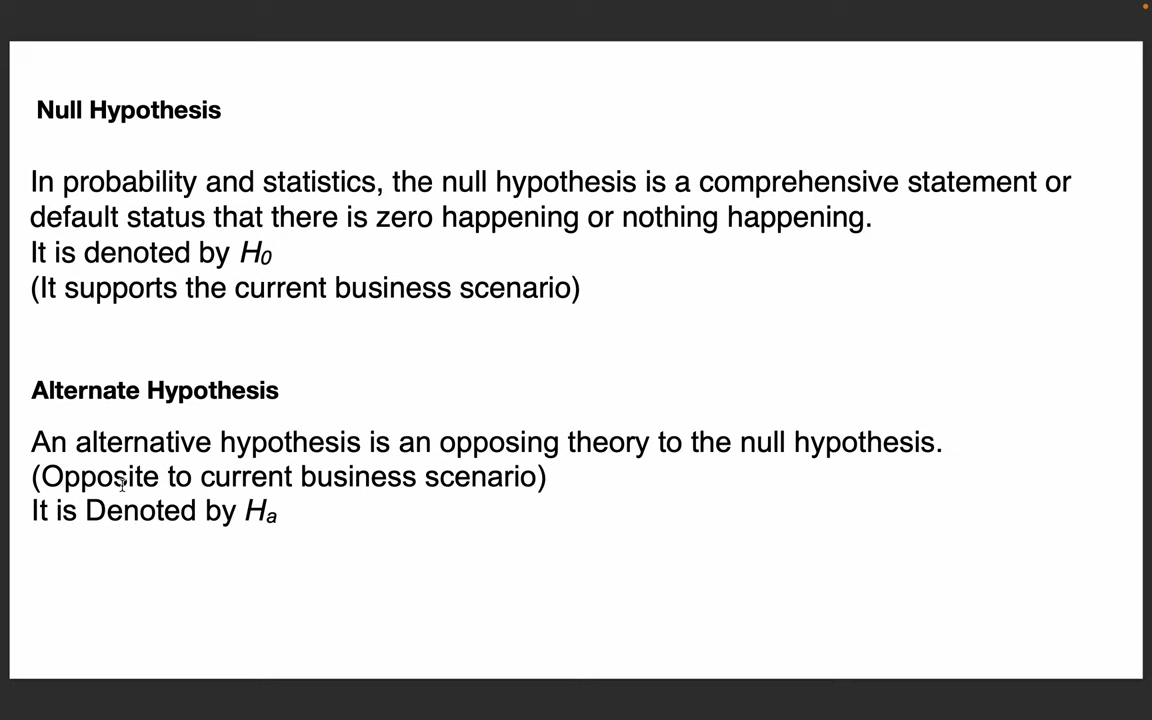 Null Hypothesis
In probability and statistics, the null hypothesis is a comprehensive statement or
default status that there is zero happening or nothing happening.
It is denoted by H₀
(It supports the current business scenario)
Alternate Hypothesis
An alternative hypothesis is an opposing theory to the null hypothesis.
(Opposite to current business scenario)
It is Denoted by Hₐ